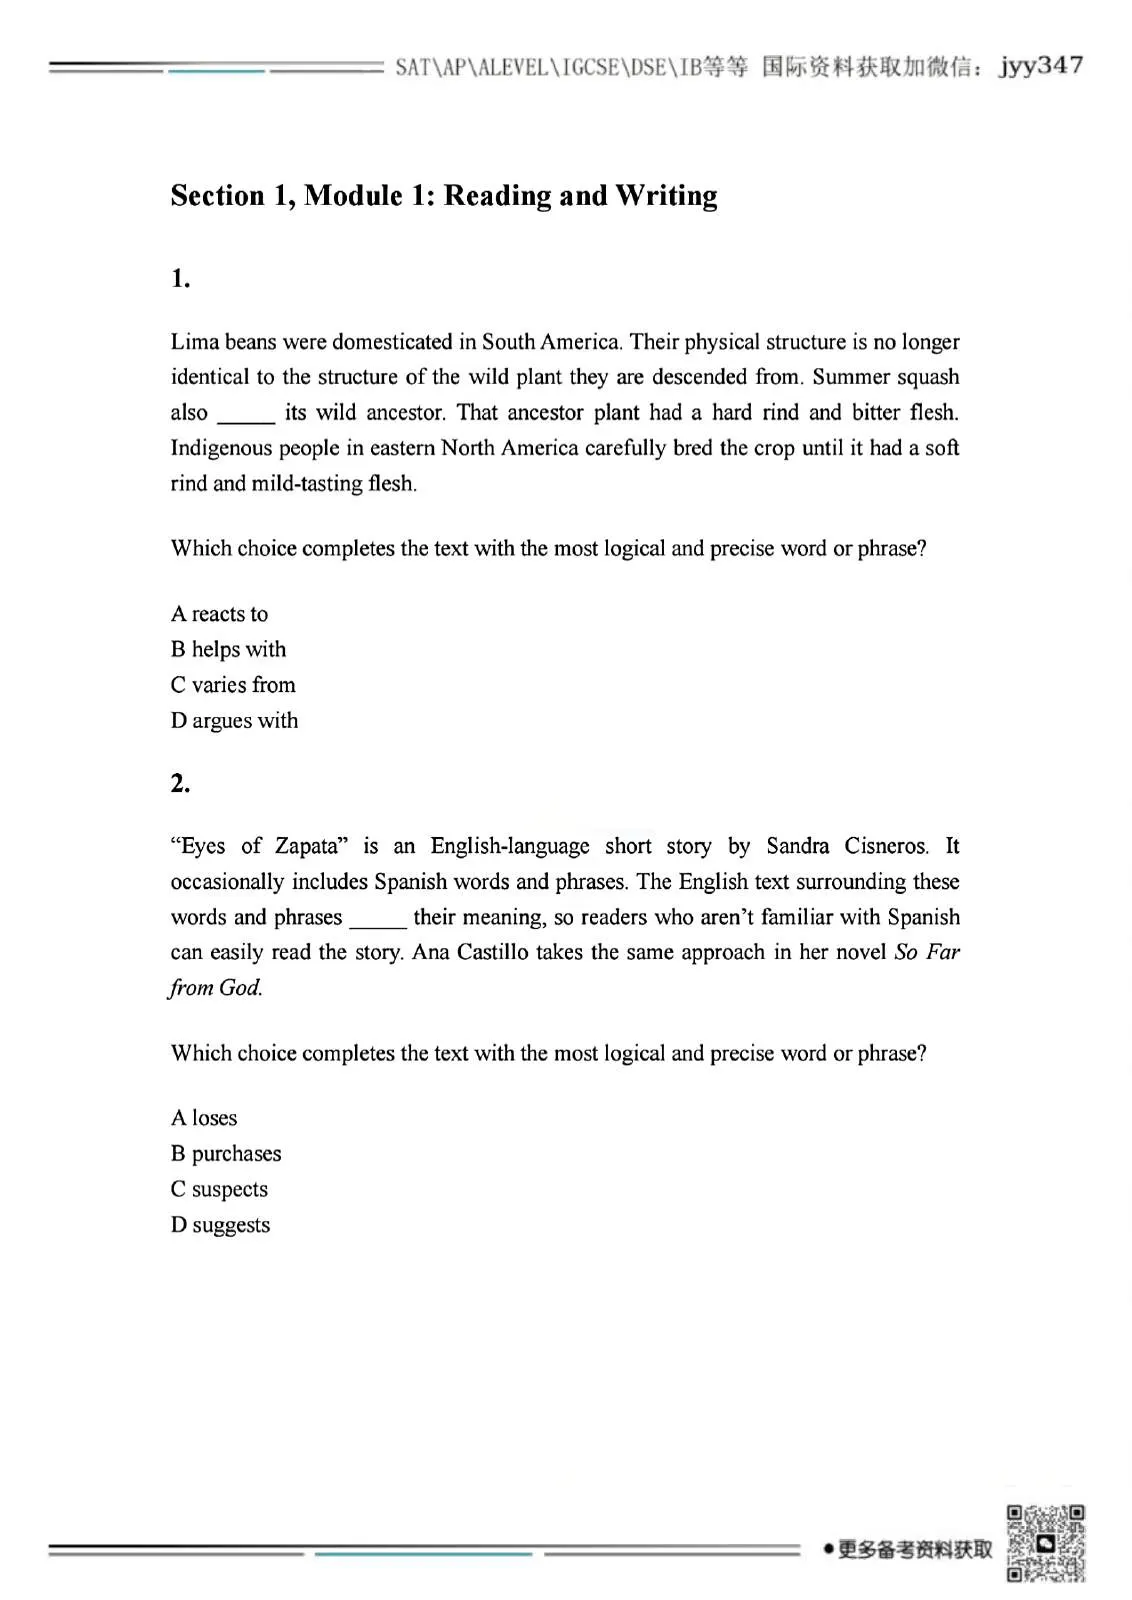 SAT\AP\ALEVEL\IGCSE\DSE\IB等等 国际资料获取加微信：jyy347
Section 1, Module 1: Reading and Writing
1.
Lima beans were domesticated in South America. Their physical structure is no longer
identical to the structure of the wild plant they are descended from. Summer squash
also _____ its wild ancestor. That ancestor plant had a hard rind and bitter flesh.
Indigenous people in eastern North America carefully bred the crop until it had a soft
rind and mild-tasting flesh.
Which choice completes the text with the most logical and precise word or phrase?
A reacts to
B helps with
C varies from
D argues with
2.
“Eyes of Zapata” is an English-language short story by Sandra Cisneros. It
occasionally includes Spanish words and phrases. The English text surrounding these
words and phrases _____ their meaning, so readers who aren’t familiar with Spanish
can easily read the story. Ana Castillo takes the same approach in her novel So Far
from God.
Which choice completes the text with the most logical and precise word or phrase?
A loses
B purchases
C suspects
D suggests
●更多备考资料获取